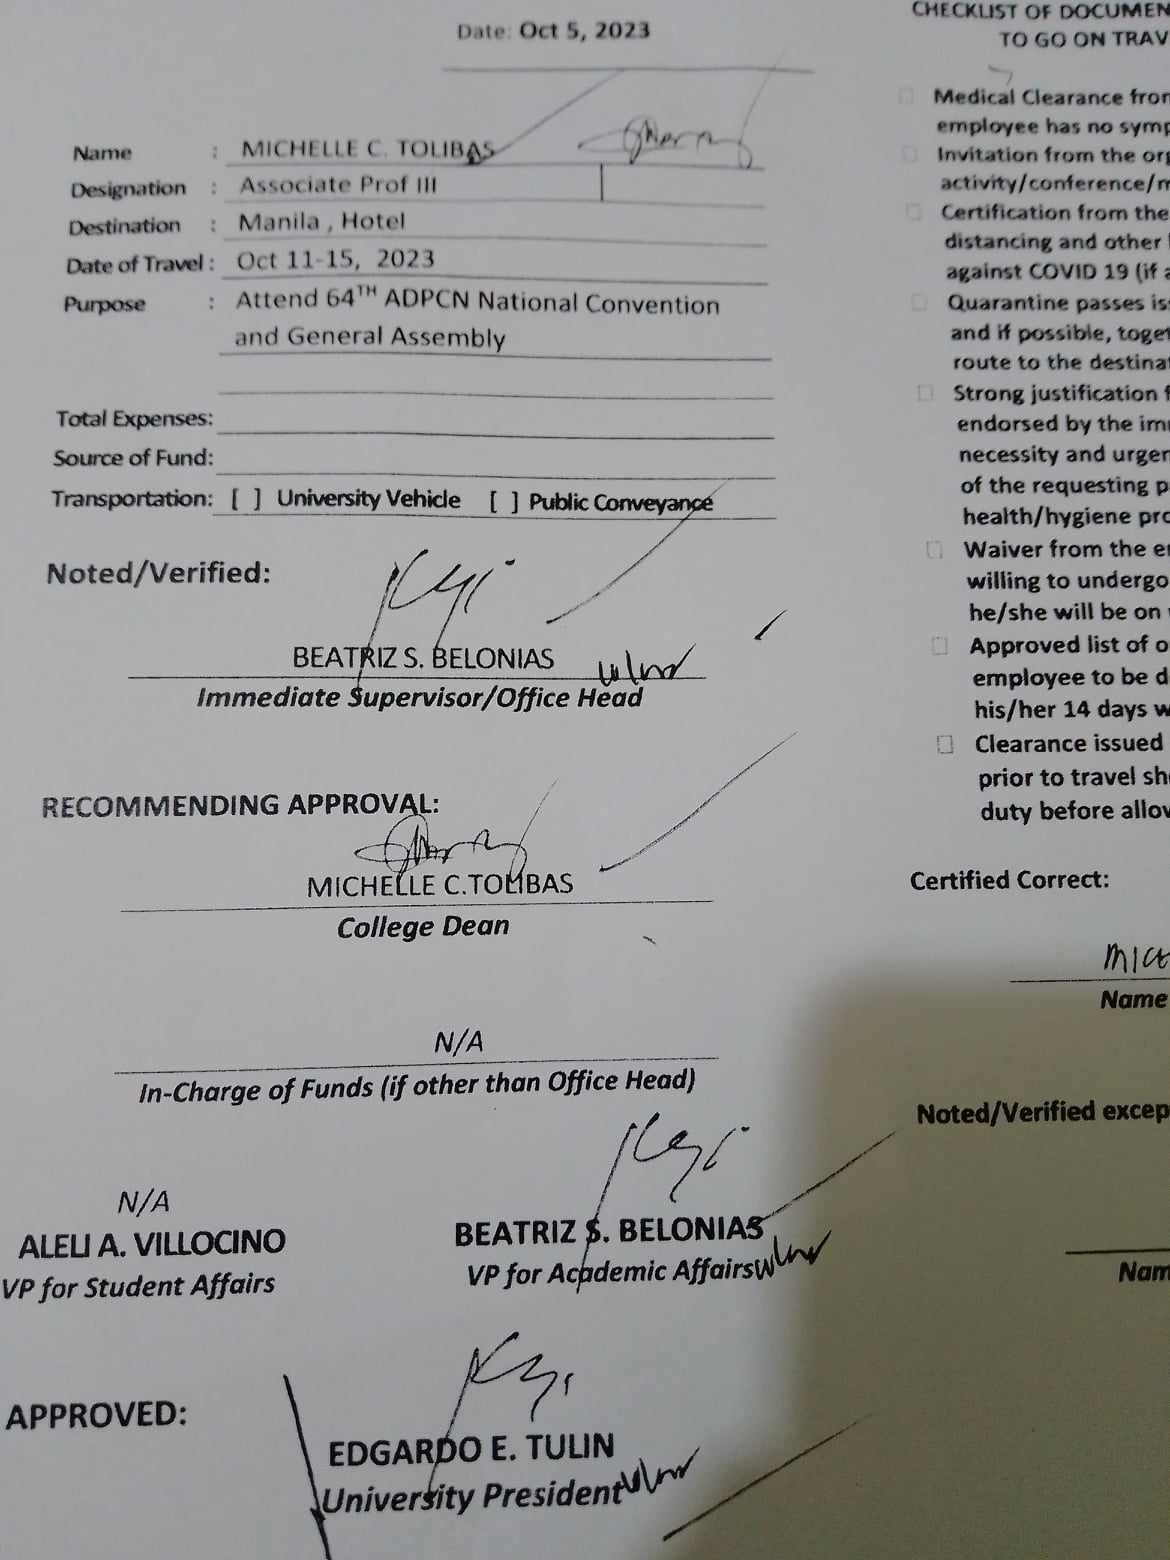 Date: Oct 5, 2023
Name : MICHELLE C. TOLIBAS
Designation : Associate Prof III
Destination : Manila , Hotel
Date of Travel : Oct 11-15, 2023
Purpose : Attend 64TH ADPCN National Convention
and General Assembly
Total Expenses:
Source of Fund:
Transportation: [ ] University Vehicle [ ] Public Conveyance
Noted/Verified:
BEATRIZ S. BELONIAS
Immediate Supervisor/Office Head
RECOMMENDING APPROVAL:
MICHELLE C.TOLIBAS
College Dean
N/A
In-Charge of Funds (if other than Office Head)
N/A
ALELI A. VILLOCINO
VP for Student Affairs
BEATRIZ S. BELONIAS
VP for Academic Affairs
APPROVED:
EDGARDO E. TULIN
University President
CHECKLIST OF DOCUMEN
TO GO ON TRAV
Medical Clearance from
employee has no symp
Invitation from the org
activity/conference/m
Certification from the
distancing and other
against COVID 19 (if a
Quarantine passes iss
and if possible, toget
route to the destinat
Strong justification f
endorsed by the imm
necessity and urgen
of the requesting p
health/hygiene pro
Waiver from the em
willing to undergo
he/she will be on
Approved list of o
employee to be d
his/her 14 days w
Clearance issued
prior to travel sh
duty before allow
Certified Correct:
Name
Noted/Verified excep
Nam